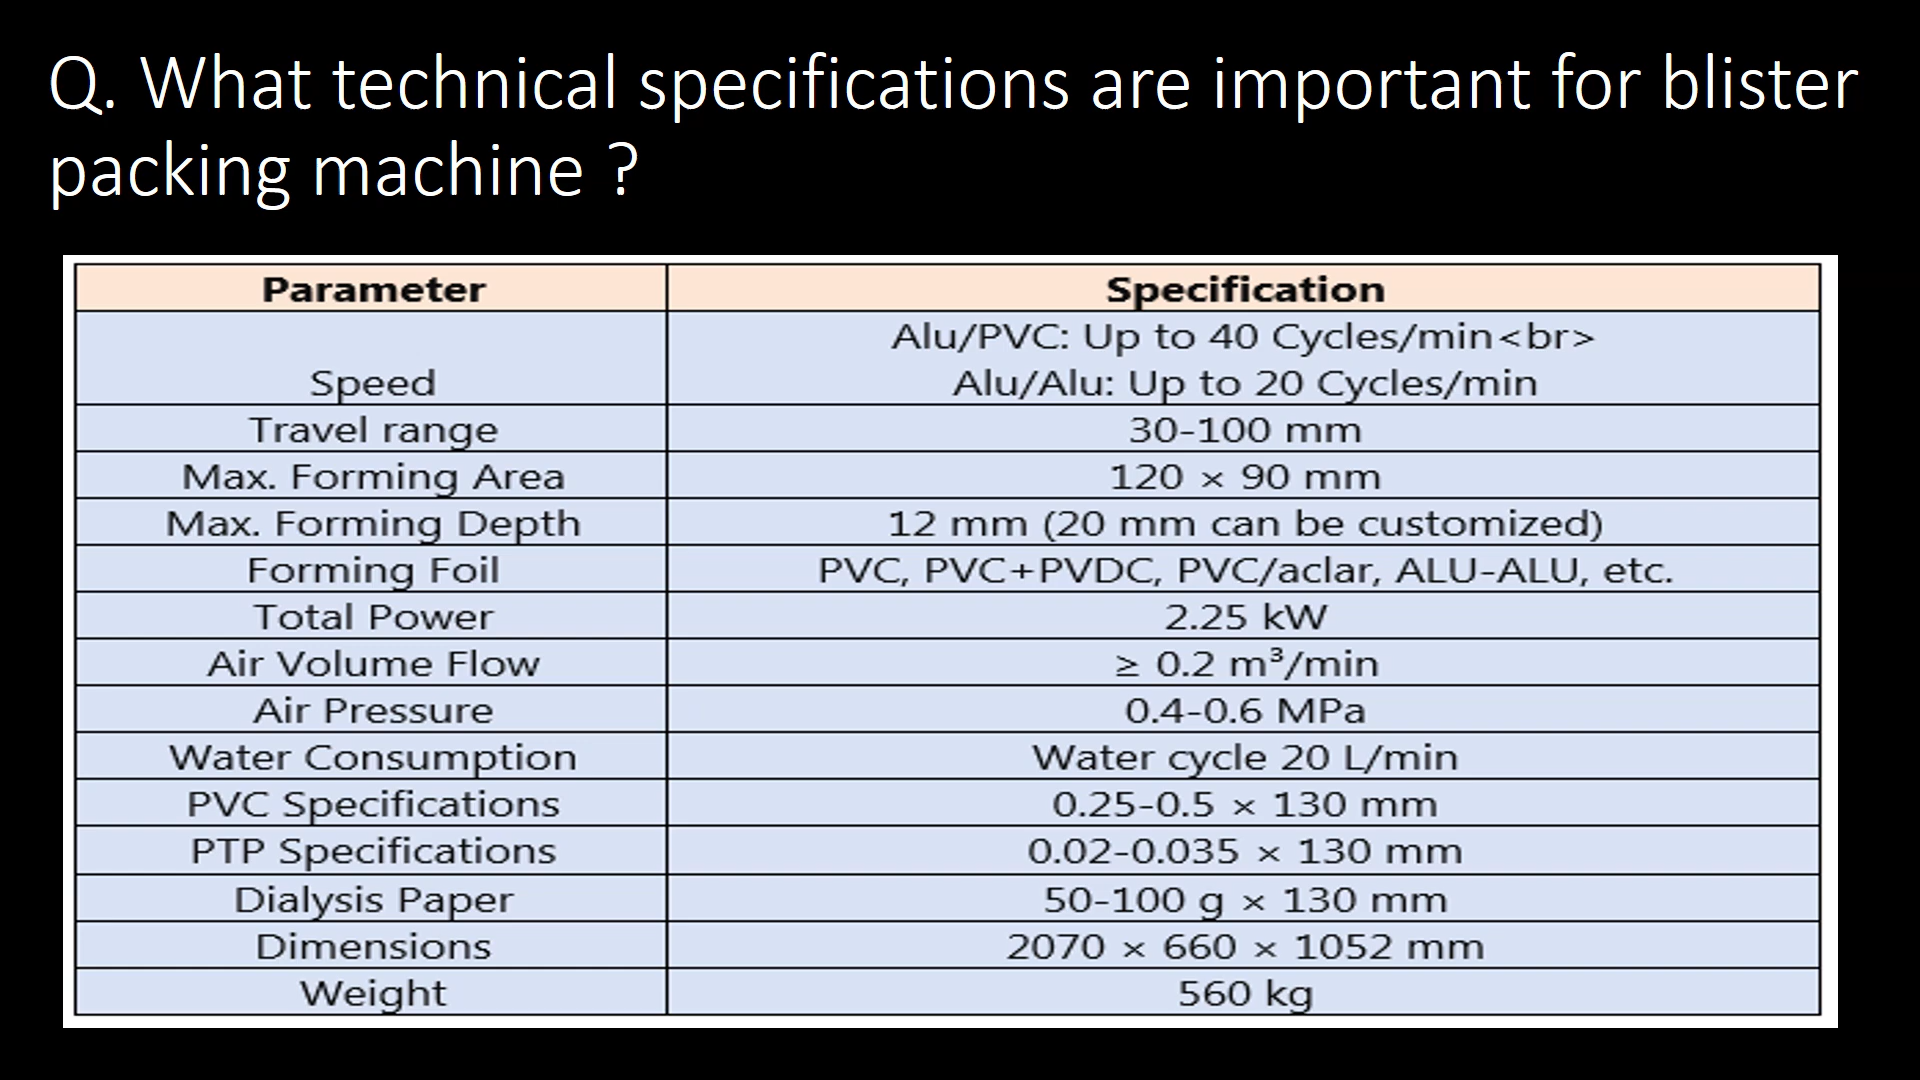 Q. What technical specifications are important for blister
packing machine ?
Parameter Specification
Alu/PVC: Up to 40 Cycles/min<br>
Speed Alu/Alu: Up to 20 Cycles/min
Travel range 30-100 mm
Max. Forming Area 120 × 90 mm
Max. Forming Depth 12 mm (20 mm can be customized)
Forming Foil PVC, PVC+PVDC, PVC/aclar, ALU-ALU, etc.
Total Power 2.25 kW
Air Volume Flow ≥ 0.2 m³/min
Air Pressure 0.4-0.6 MPa
Water Consumption Water cycle 20 L/min
PVC Specifications 0.25-0.5 × 130 mm
PTP Specifications 0.02-0.035 × 130 mm
Dialysis Paper 50-100 g × 130 mm
Dimensions 2070 × 660 × 1052 mm
Weight 560 kg